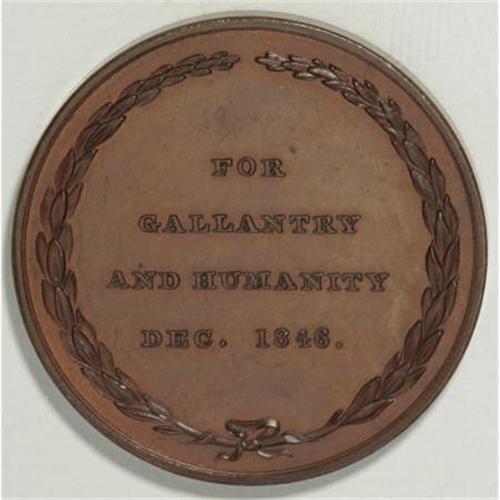 FOR
GALLANTRY
AND HUMANITY
DEC. 1846.